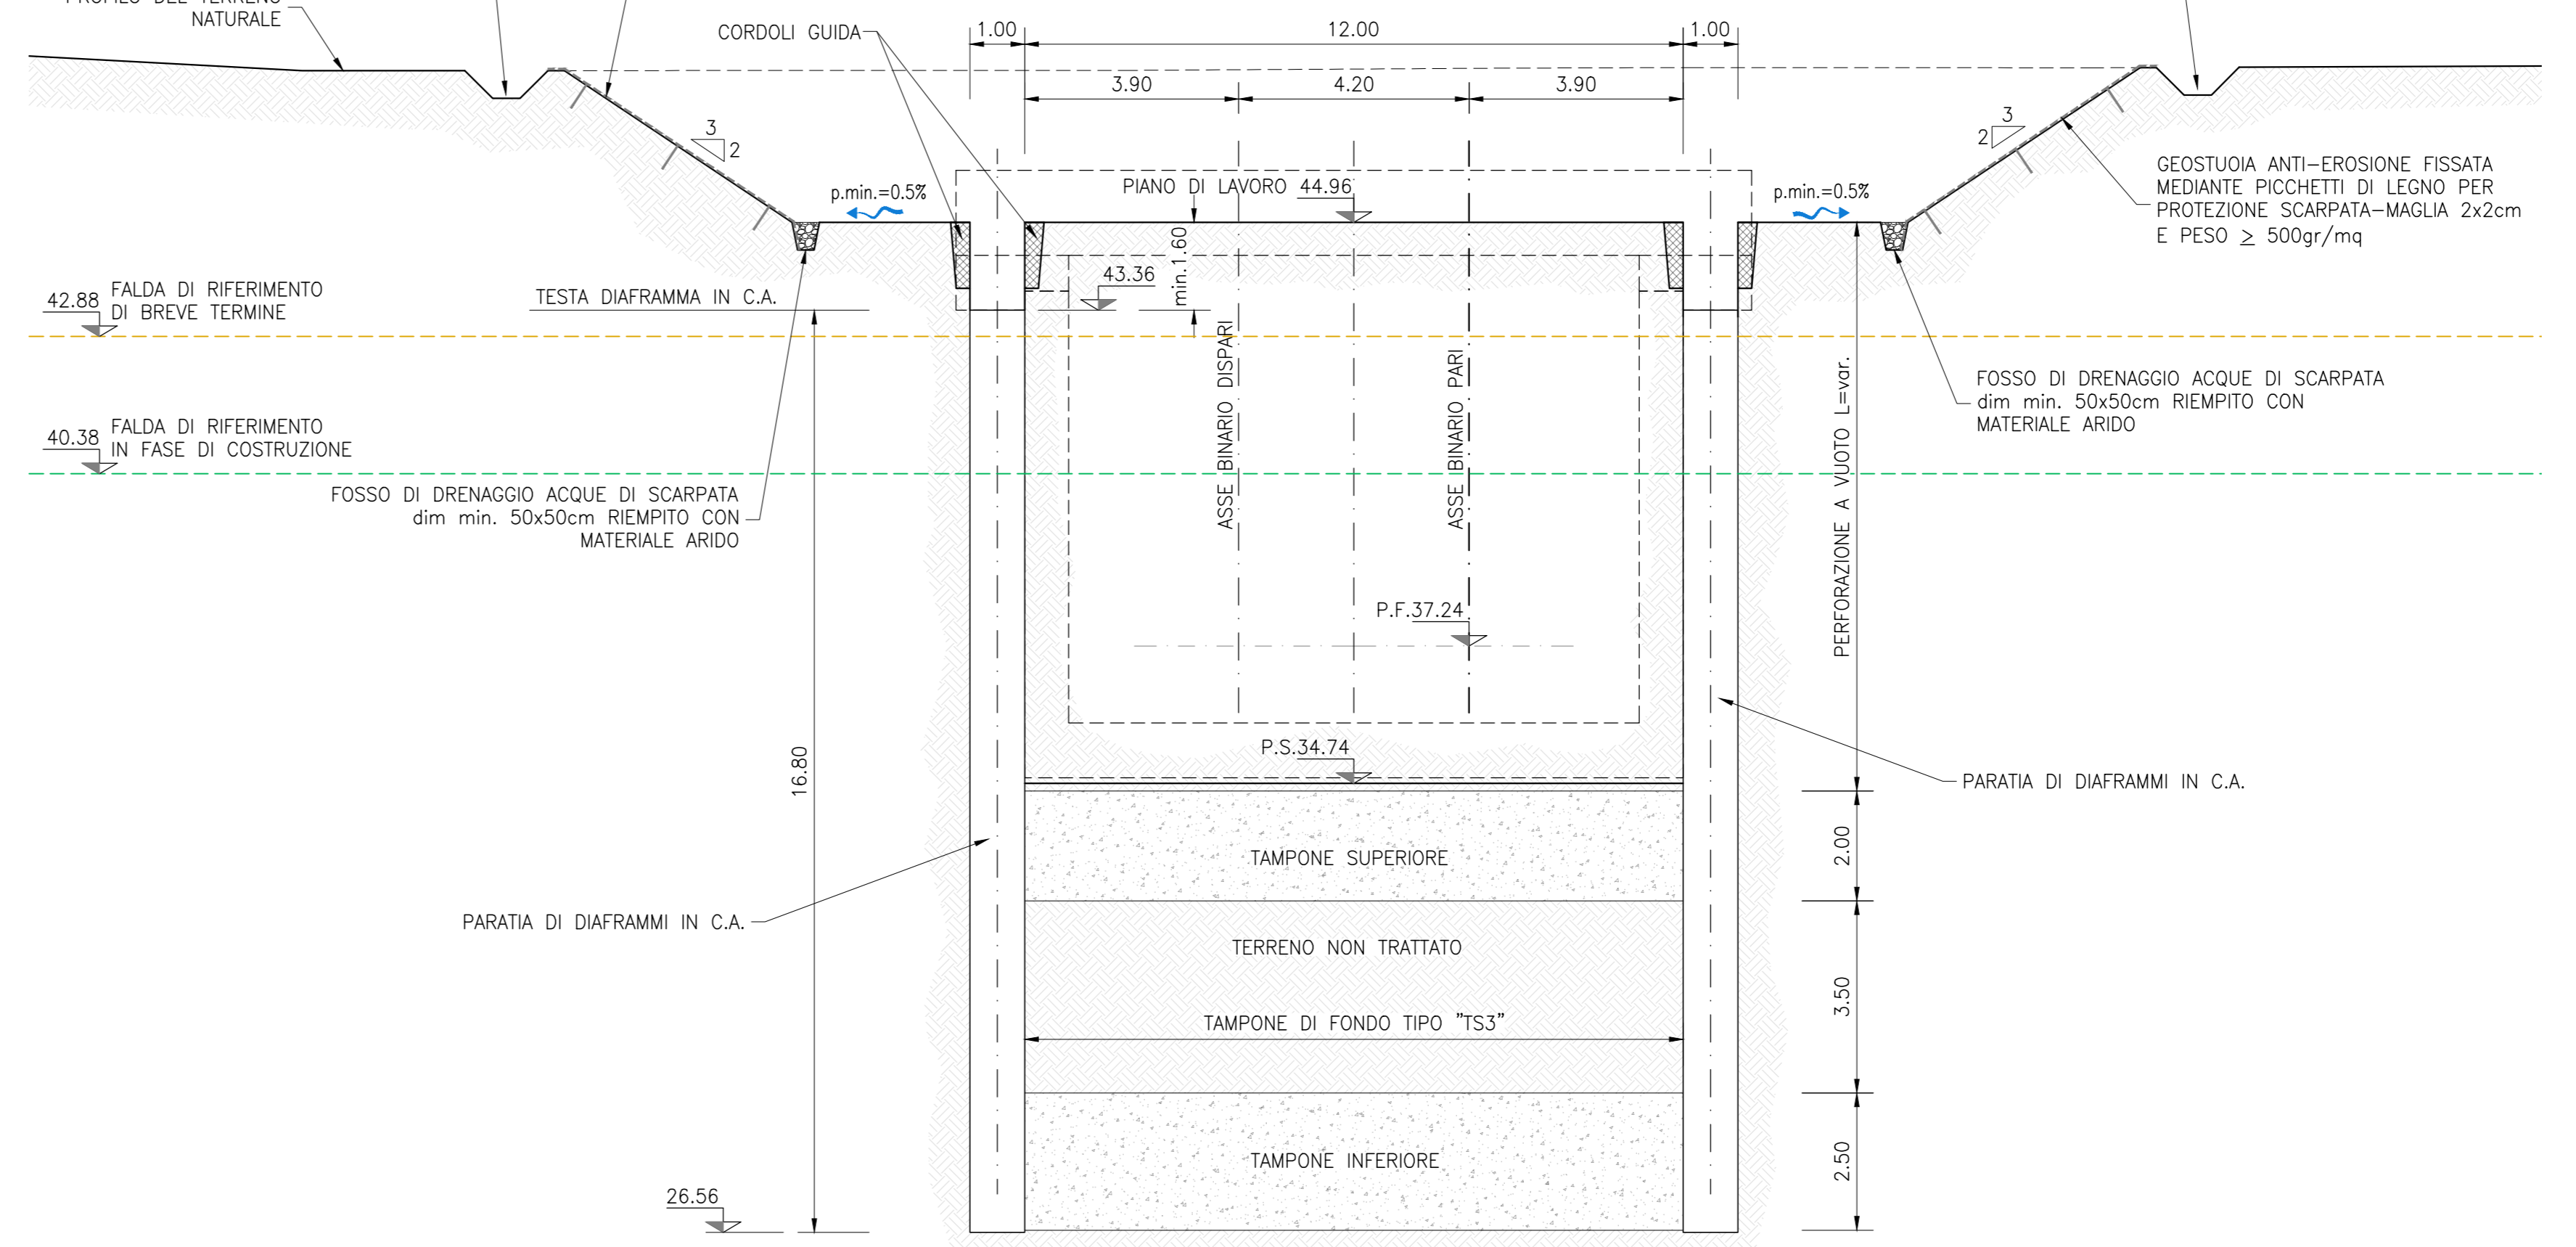 NATURALE
CORDOLI GUIDA
1.00
12.00
1.00
3.90
4.20
3.90
3
2
3
2
GEOSTUOIA ANTI-EROSIONE FISSATA
MEDIANTE PICCHETTI DI LEGNO PER
PROTEZIONE SCARPATA-MAGLIA 2x2cm
E PESO ≥ 500gr/mq
p.min.=0.5%
PIANO DI LAVORO 44.96
p.min.=0.5%
min.1.60
43.36
TESTA DIAFRAMMA IN C.A.
42.88
FALDA DI RIFERIMENTO
DI BREVE TERMINE
40.38
FALDA DI RIFERIMENTO
IN FASE DI COSTRUZIONE
FOSSO DI DRENAGGIO ACQUE DI SCARPATA
dim min. 50x50cm RIEMPITO CON
MATERIALE ARIDO
ASSE BINARIO DISPARI
ASSE BINARIO PARI
PERFORAZIONE A VUOTO L=var.
FOSSO DI DRENAGGIO ACQUE DI SCARPATA
dim min. 50x50cm RIEMPITO CON
MATERIALE ARIDO
P.F.37.24
P.S.34.74
16.80
PARATIA DI DIAFRAMMI IN C.A.
2.00
TAMPONE SUPERIORE
PARATIA DI DIAFRAMMI IN C.A.
TERRENO NON TRATTATO
3.50
TAMPONE DI FONDO TIPO "TS3"
TAMPONE INFERIORE
2.50
26.56